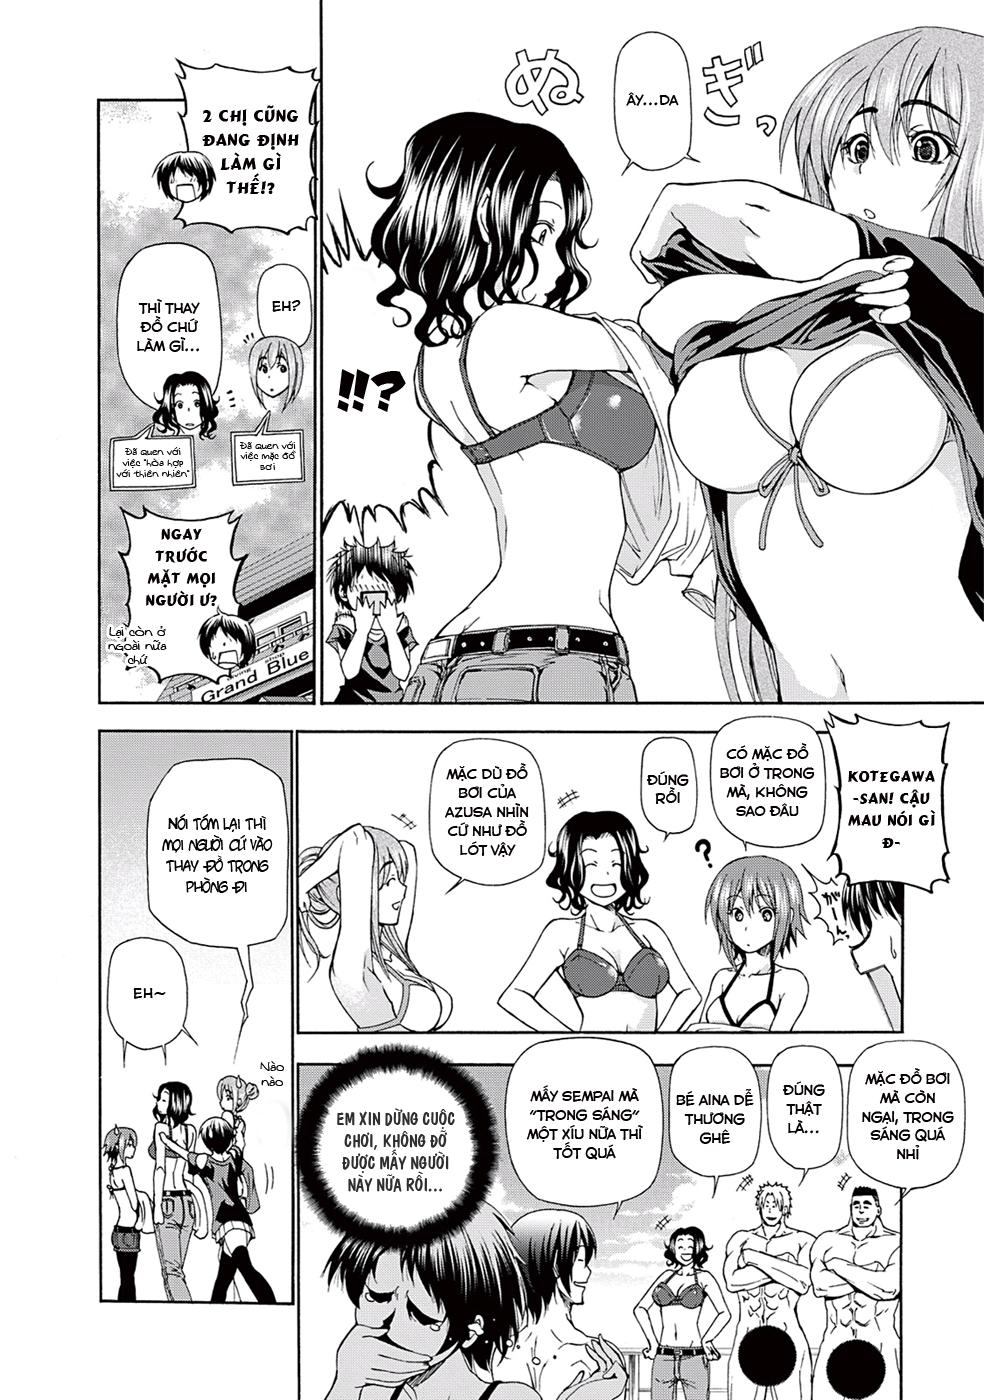 ぎっ
ÂY...DA
ぬ
!!?
2 CHỊ CŨNG
ĐANG ĐỊNH
LÀM GÌ
THẾ!?
EH?
THÌ THAY
ĐỒ CHỨ
LÀM GÌ...
Đã quen với
việc mặc đồ
bơi
Đã quen với
việc "hòa hợp
với thiên nhiên"
NGAY
TRƯỚC
MẶT MỌI
NGƯỜI Ư?
Lại còn ở
ngoài nữa
chứ
Grand Blue
KOTEGAWA
-SAN! CẬU
MAU NÓI GÌ
Đ-
CÓ MẶC ĐỒ
BƠI Ở TRONG
MÀ, KHÔNG
SAO ĐÂU
?
ĐÚNG
RỒI
MẶC DÙ ĐỒ
BƠI CỦA
AZUSA NHÌN
CỨ NHƯ ĐỒ
LÓT VẬY
NÓI TÓM LẠI THÌ
MỌI NGƯỜI CỨ VÀO
THAY ĐỒ TRONG
PHÒNG ĐI
EH~
Nào
nào
MẶC ĐỒ BƠI
MÀ CÒN
NGẠI, TRONG
SÁNG QUÁ
NHỈ
ĐÚNG
THẬT
LÀ...
BÉ AINA DỄ
THƯƠNG
GHÊ
MẤY SEMPAI MÀ
"TRONG SÁNG"
MỘT XÍU NỮA THÌ
TỐT QUÁ
EM XIN DỪNG CUỘC
CHƠI, KHÔNG ĐỠ
ĐƯỢC MẤY NGƯỜI
NÀY NỮA RỒI...